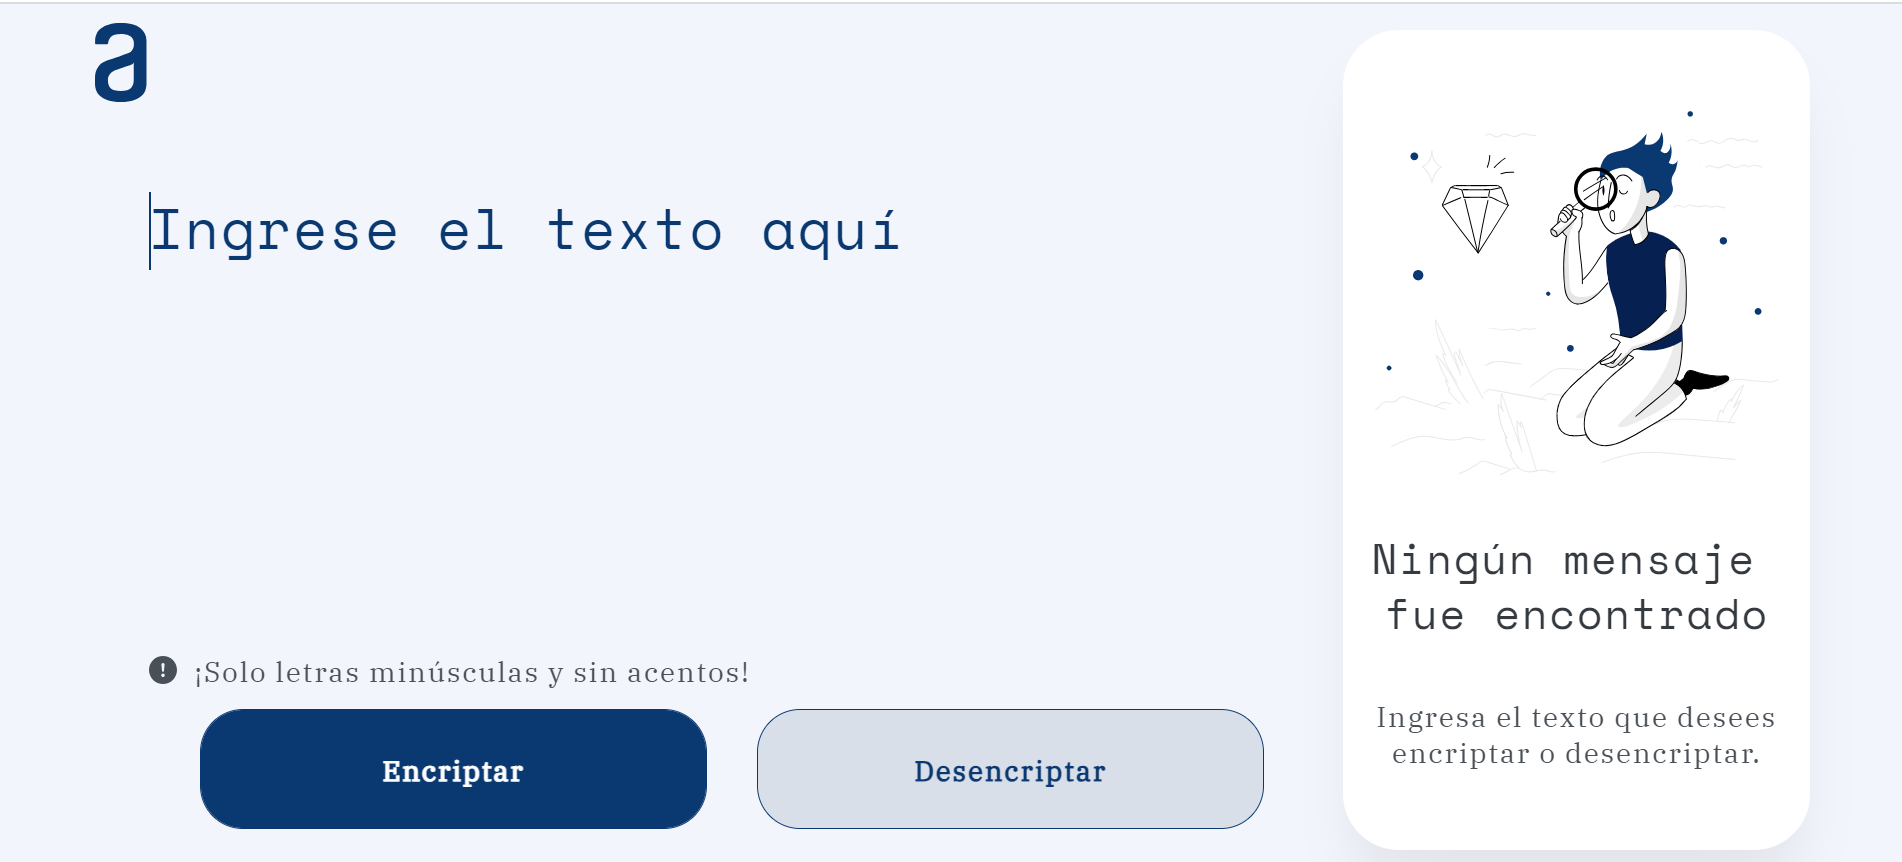 a
Ingrese el texto aquí
¡Solo letras minúsculas y sin acentos!
Encriptar
Desencriptar
Ningún mensaje
fue encontrado
Ingresa el texto que desees
encriptar o desencriptar.